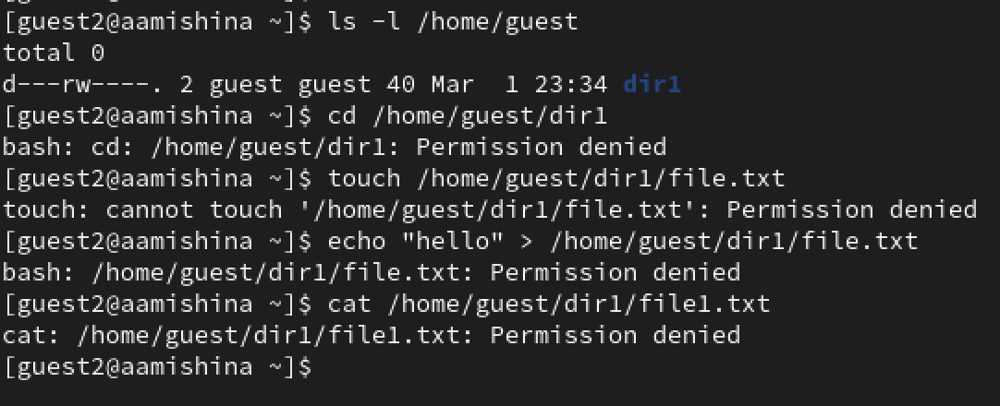 [guest2@aamishina ~]$ ls -l /home/guest
total 0
d---rw----. 2 guest guest 40 Mar  1 23:34 dir1
[guest2@aamishina ~]$ cd /home/guest/dir1
bash: cd: /home/guest/dir1: Permission denied
[guest2@aamishina ~]$ touch /home/guest/dir1/file.txt
touch: cannot touch '/home/guest/dir1/file.txt': Permission denied
[guest2@aamishina ~]$ echo "hello" > /home/guest/dir1/file.txt
bash: /home/guest/dir1/file.txt: Permission denied
[guest2@aamishina ~]$ cat /home/guest/dir1/file1.txt
cat: /home/guest/dir1/file1.txt: Permission denied
[guest2@aamishina ~]$